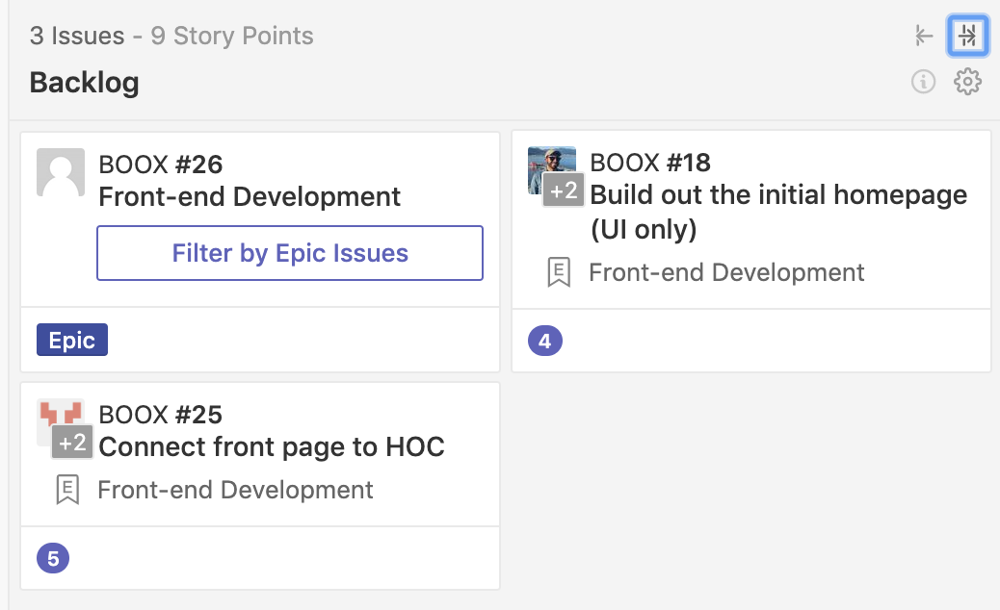 3 Issues - 9 Story Points
Backlog
BOOX #26
Front-end Development
Filter by Epic Issues
Epic
+2
BOOX #18
Build out the initial homepage
(UI only)
E
Front-end Development
4
+2
BOOX #25
Connect front page to HOC
E
Front-end Development
5